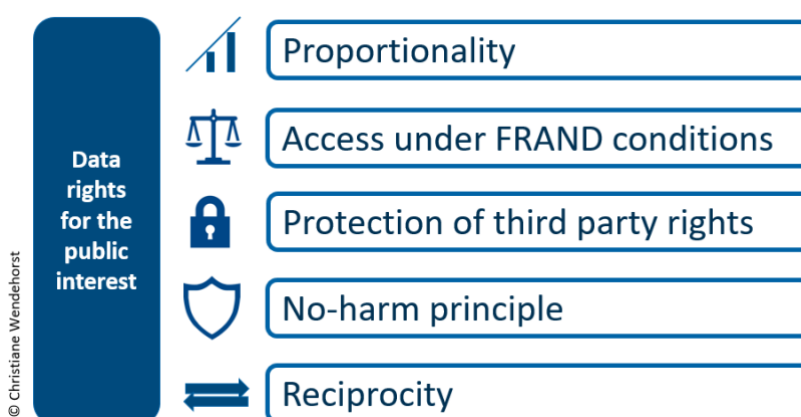 Data
rights
for the
public
interest
Proportionality
Access under FRAND conditions
Protection of third party rights
No-harm principle
Reciprocity
© Christiane Wendehorst